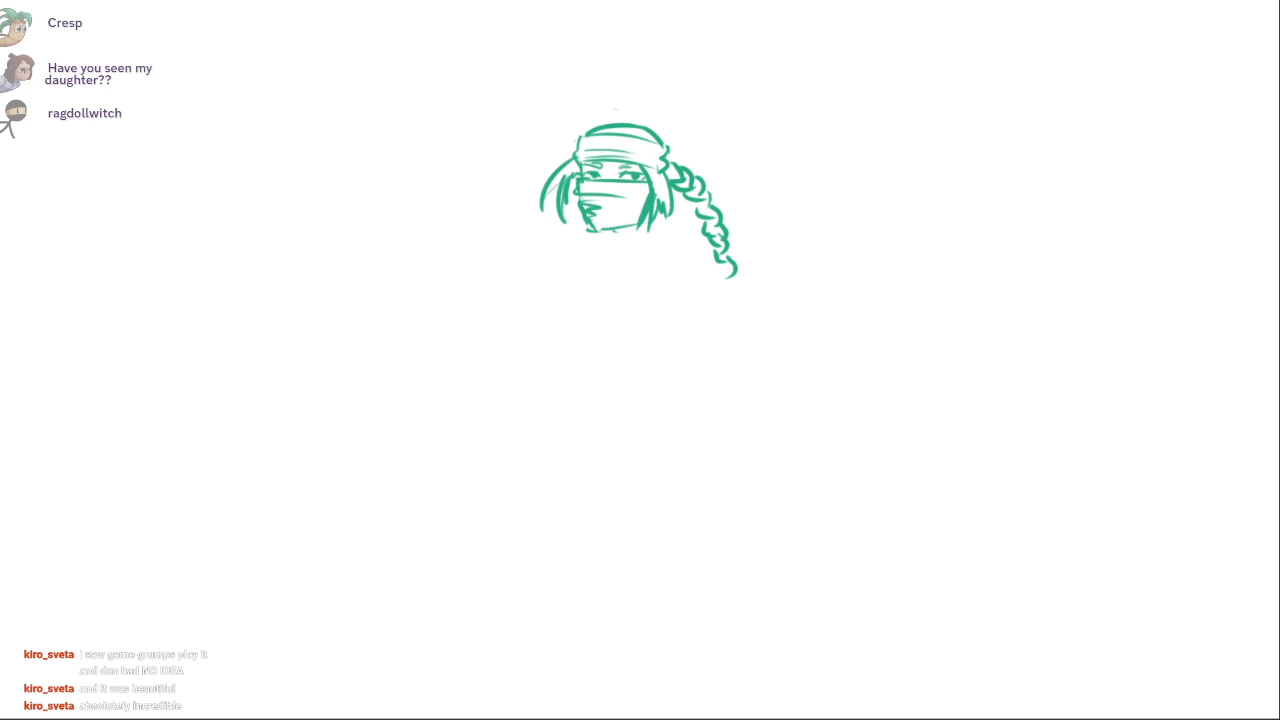 Cresp
Have you seen my
daughter??
ragdollwitch
kiro_sveta i saw game grumps play it
and dan had NO IDEA
kiro_sveta and it was beautiful
kiro_sveta absolutely incredible